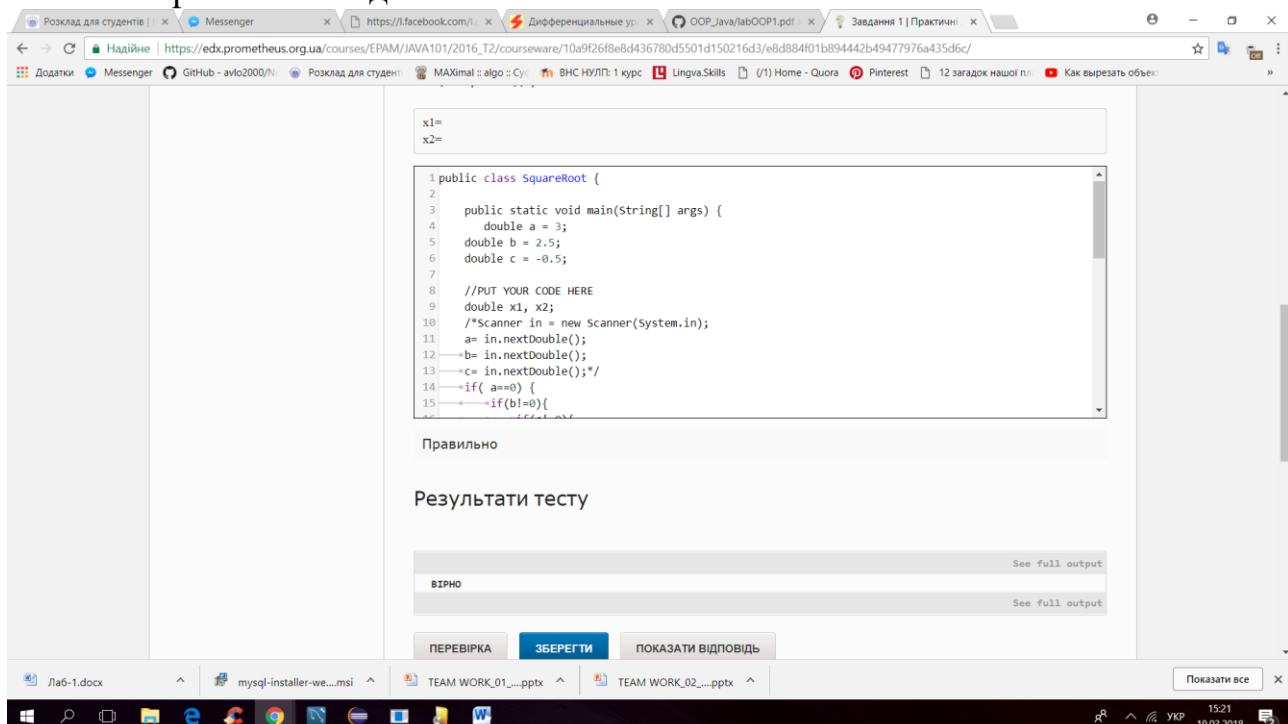 Розклад для студентів |
Messenger
https://l.facebook.com/l.
Дифференциальные ур
OOP_Java/labOOP1.pdf
Завдання 1 | Практичні
Надійне | https://edx.prometheus.org.ua/courses/EPAM/JAVA101/2016_T2/courseware/10a9f26f8e8d436780d5501d150216d3/e8db84f01b894442b49477976a435d6c/
Додатки
Messenger
GitHub - avlo2000/N
Розклад для студент
MAXimal :: algo :: Су
ВНС НУЛП: 1 курс
Lingva.Skills
(/1) Home - Quora
Pinterest
12 загадок нашої пл
Как вырезать объек
»
x1=
x2=
1 public class SquareRoot {
2
3 public static void main(String[] args) {
4 double a = 3;
5 double b = 2.5;
6 double c = -0.5;
7
8 //PUT YOUR CODE HERE
9 double x1, x2;
10 /*Scanner in = new Scanner(System.in);
11 a= in.nextDouble();
12 b= in.nextDouble();
13 c= in.nextDouble();*/
14 if( a==0) {
15 if(b!=0){
Правильно
Результати тесту
See full output
ВІРНО
See full output
ПЕРЕВІРКА
ЗБЕРЕГТИ
ПОКАЗАТИ ВІДПОВІДЬ
Лаб-1.docx
mysql-installer-we....msi
TEAM WORK_01_....pptx
TEAM WORK_02_....pptx
Показати все
УКР
15:21
19.02.2018